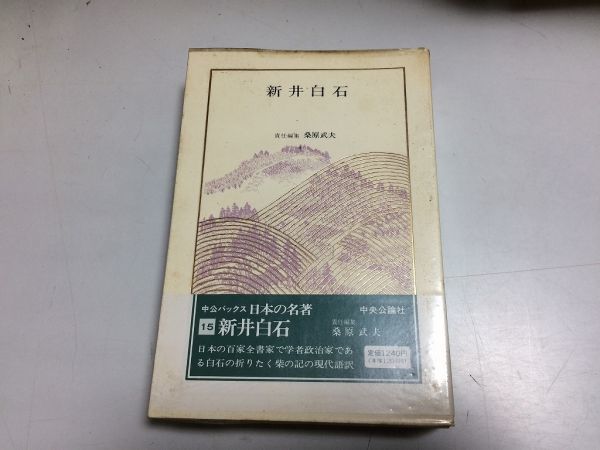 新井白石
責任編集 桑原武夫
中公バックス 日本の名著
15 新井白石
中央公論社
責任編集
桑原武夫
日本の百家全書家で学者政治家であ
る白石の折りたく柴の記の現代語訳
定価1240円